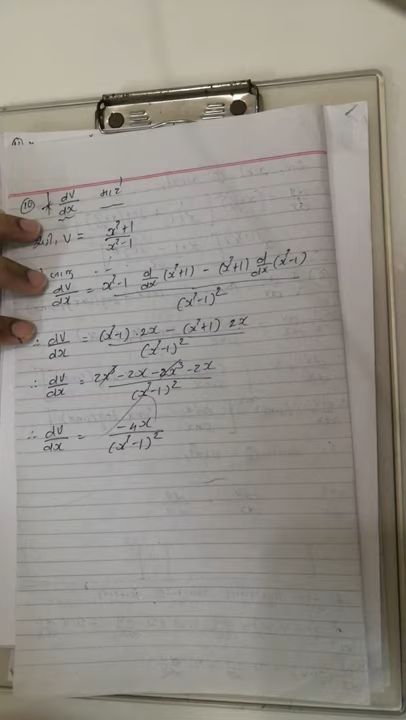 ⑩ * dv/dx
v = x²+1 / x²-1
dv/dx = x²-1 d/dx (x²+1) - (x²+1) d/dx (x²-1) / (x²-1)²
∴ dv/dx = (x²-1) · 2x - (x²+1) 2x / (x²-1)²
∴ dv/dx = 2x³ - 2x - 2x³ - 2x / (x²-1)²
∴ dv/dx = -4x / (x²-1)²